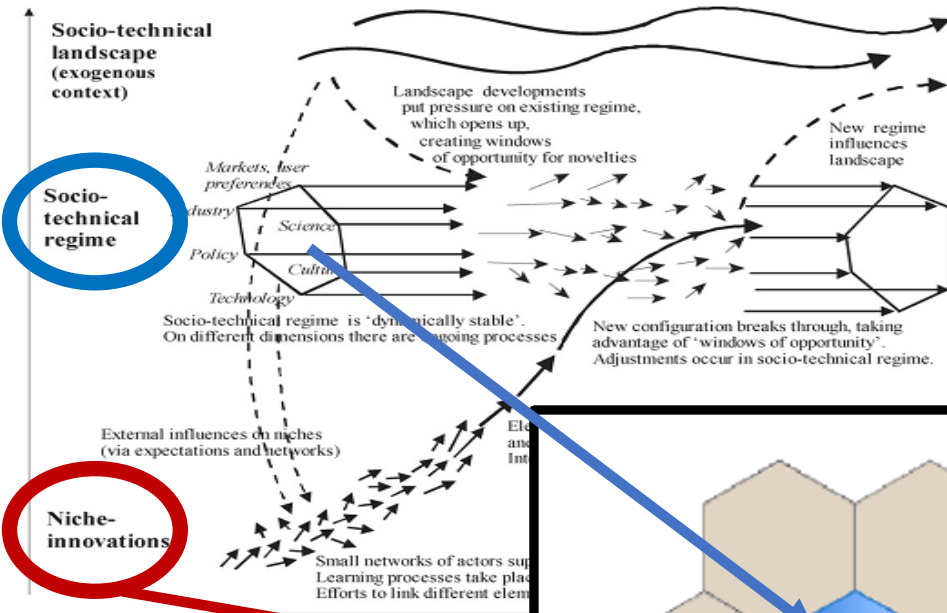 Socio-technical
landscape
(exogenous
context)
Landscape developments
put pressure on existing regime,
which opens up,
creating windows
of opportunity for novelties
New regime
influences
landscape
Markets, user
preferences
Socio-
technical
regime
Science
Policy
Technology
Socio-technical regime is ‘dynamically stable’.
On different dimensions there are ongoing processes
New configuration breaks through, taking
advantage of ‘windows of opportunity’.
Adjustments occur in socio-technical regime.
External influences on niches
(via expectations and networks)
Niche-
innovations
Small networks of actors
Learning processes take
Efforts to link different